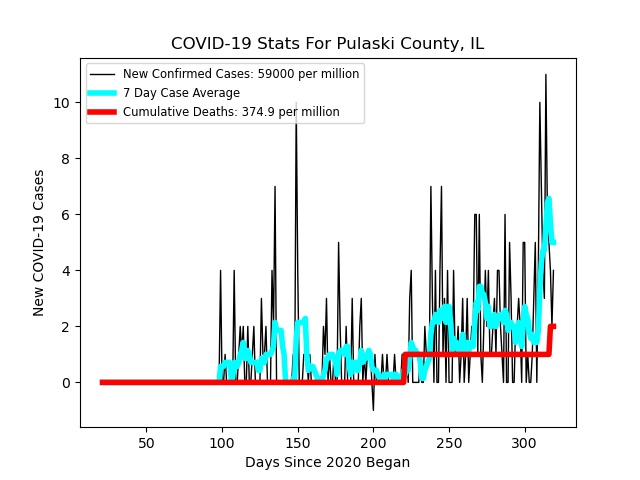 COVID-19 Stats For Pulaski County, IL
New Confirmed Cases: 59000 per million
7 Day Case Average
Cumulative Deaths: 374.9 per million
New COVID-19 Cases
10
8
6
4
2
0
50 100 150 200 250 300
Days Since 2020 Began